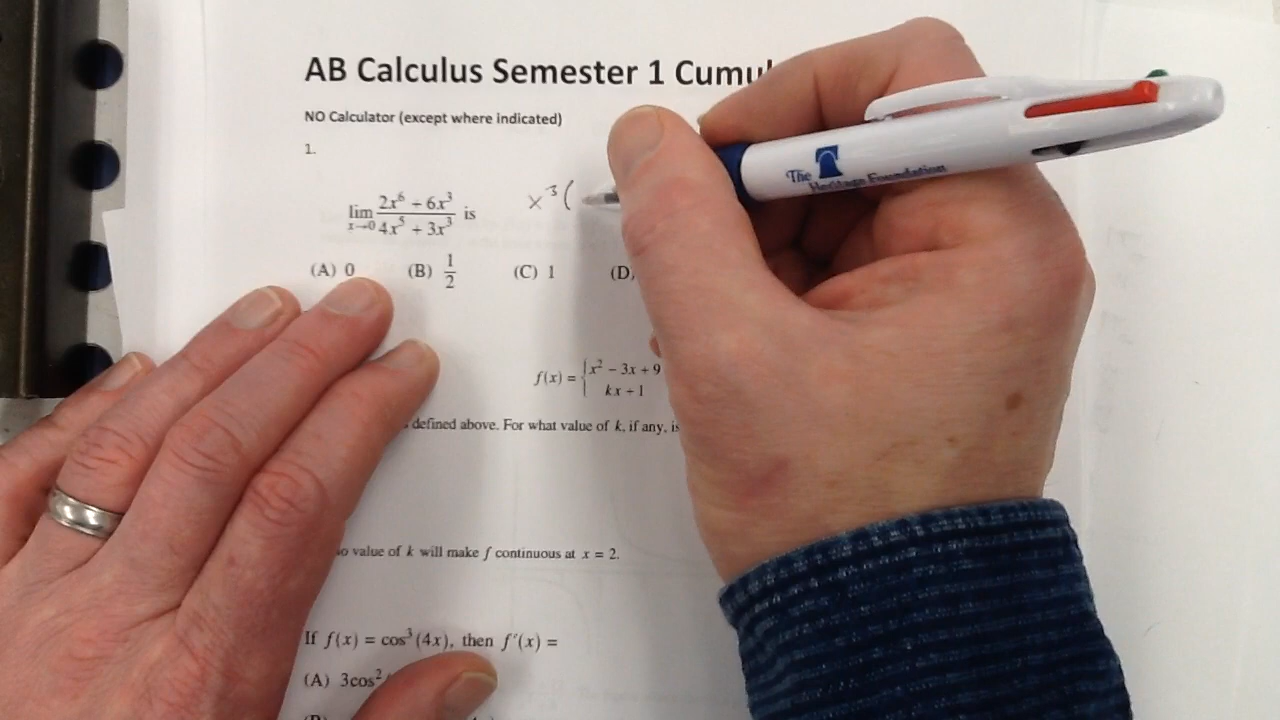 AB Calculus Semester 1 Cumul
NO Calculator (except where indicated)
1.
lim x→0 (2x⁶ + 6x³)/(4x⁵ + 3x³) is
x³(
(A) 0 (B) 1/2 (C) 1 (D)
f(x) = { x² − 3x + 9
kx + 1
defined above. For what value of k, if any, is
value of k will make f continuous at x = 2.
If f(x) = cos³(4x), then f′(x) =
(A) 3cos²
The Heritage Foundation